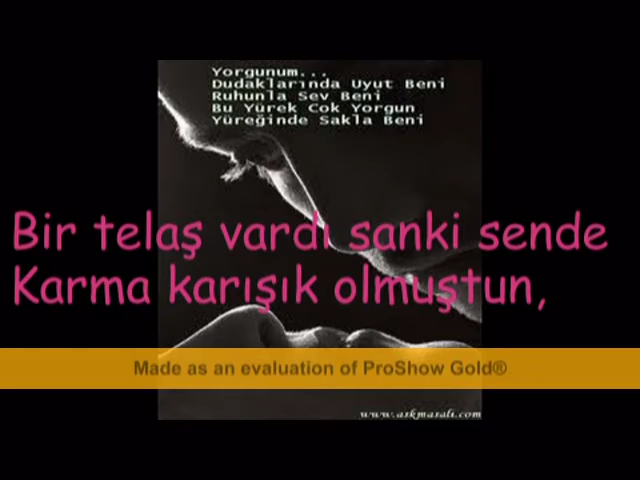 Yorgunum...
Dudaklarında Uyut Beni
Ruhunla Sev Beni
Bu Yürek Cok Yorgun
Yüreğinde Sakla Beni
Bir telaş vardı sanki sende
Karma karışık olmuştun,
Made as an evaluation of ProShow Gold®
www.askmasali.com